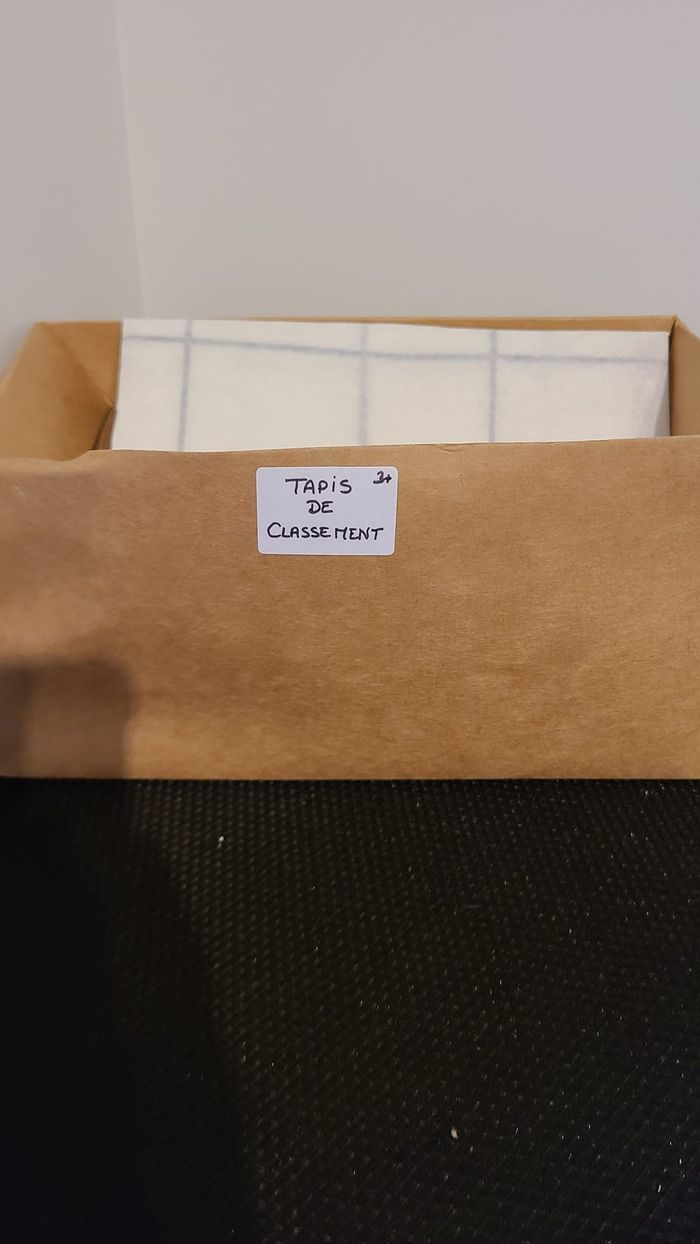 TAPIS 3+
DE
CLASSEMENT